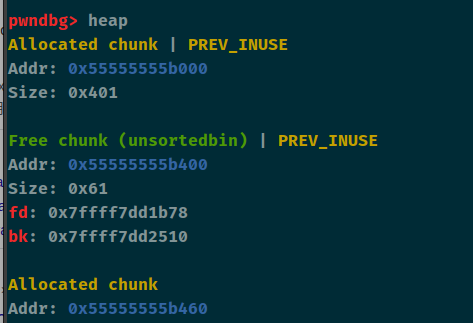 pwndbg> heap
Allocated chunk | PREV_INUSE
Addr: 0x55555555b000
Size: 0x401
Free chunk (unsortedbin) | PREV_INUSE
Addr: 0x55555555b400
Size: 0x61
fd: 0x7ffff7dd1b78
bk: 0x7ffff7dd2510
Allocated chunk
Addr: 0x55555555b460